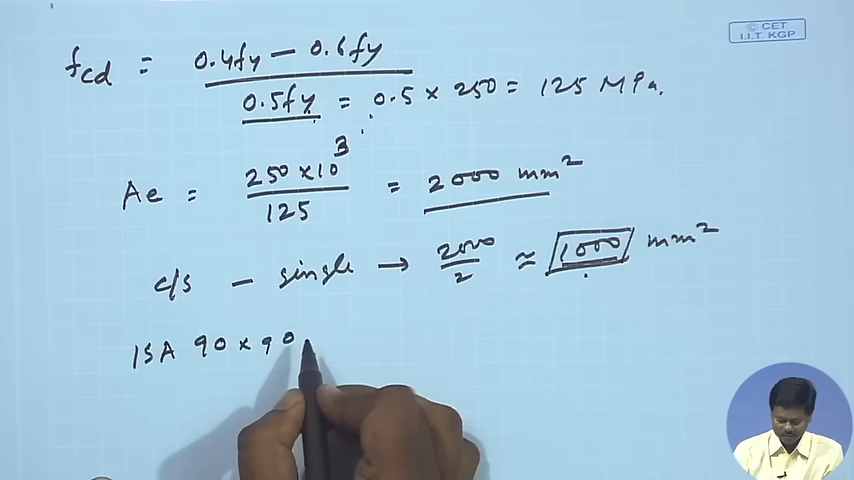 © CET
I.I.T. KGP
fcd = 0.4fy - 0.6fy
0.5fy = 0.5 × 250 = 125 MPa.
Ae = 250 × 10³ / 125 = 2000 mm²
c/s - single → 2000/2 ≈ 1000 mm²
ISA 90 × 90